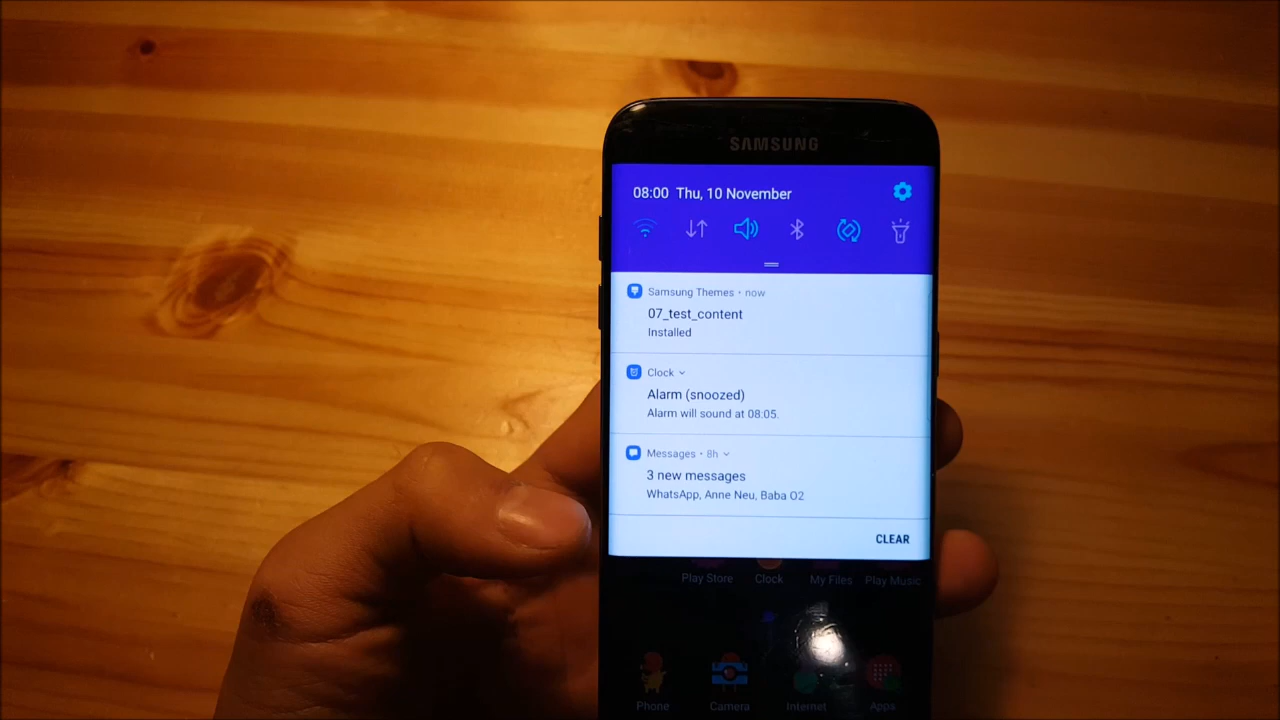 SAMSUNG
08:00 Thu, 10 November
Samsung Themes • now
07_test_content
Installed
Clock
Alarm (snoozed)
Alarm will sound at 08:05.
Messages • 8h
3 new messages
WhatsApp, Anne Neu, Baba O2
CLEAR
Play Store Clock My Files Play Music
Phone Camera Internet Apps